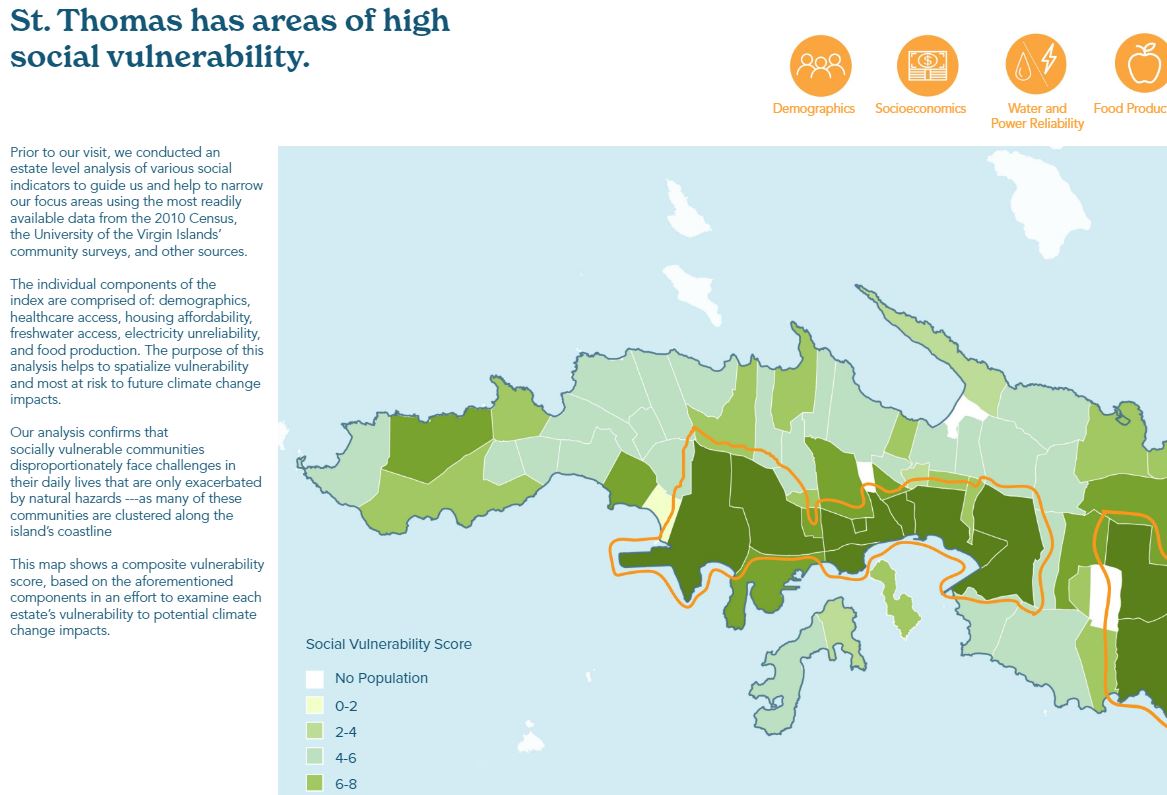 St. Thomas has areas of high
social vulnerability.
Demographics
Socioeconomics
Water and
Power Reliability
Food Produc
Prior to our visit, we conducted an
estate level analysis of various social
indicators to guide us and help to narrow
our focus areas using the most readily
available data from the 2010 Census,
the University of the Virgin Islands’
community surveys, and other sources.
The individual components of the
index are comprised of: demographics,
healthcare access, housing affordability,
freshwater access, electricity unreliability,
and food production. The purpose of this
analysis helps to spatialize vulnerability
and most at risk to future climate change
impacts.
Our analysis confirms that
socially vulnerable communities
disproportionately face challenges in
their daily lives that are only exacerbated
by natural hazards ---as many of these
communities are clustered along the
island’s coastline
This map shows a composite vulnerability
score, based on the aforementioned
components in an effort to examine each
estate’s vulnerability to potential climate
change impacts.
Social Vulnerability Score
No Population
0-2
2-4
4-6
6-8